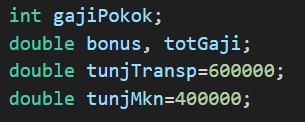 int gajiPokok;
double bonus, totGaji;
double tunjTransp=600000;
double tunjMkn=400000;